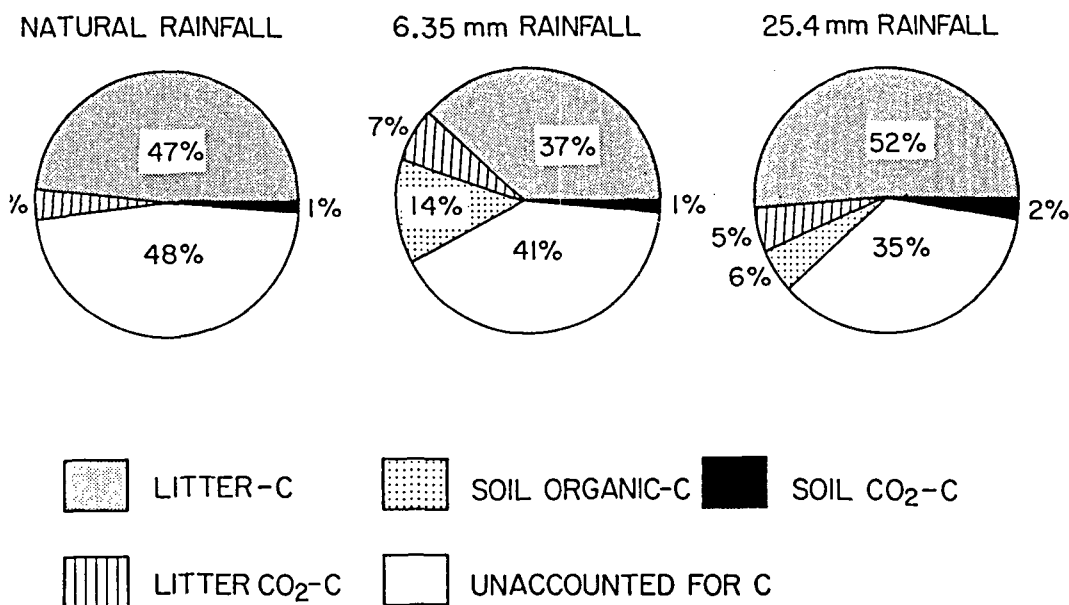 NATURAL RAINFALL
6.35 mm RAINFALL
25.4 mm RAINFALL
47%
%
1%
48%
7%
37%
14%
1%
41%
52%
5%
2%
6%
35%
LITTER-C
SOIL ORGANIC-C
SOIL CO₂-C
LITTER CO₂-C
UNACCOUNTED FOR C